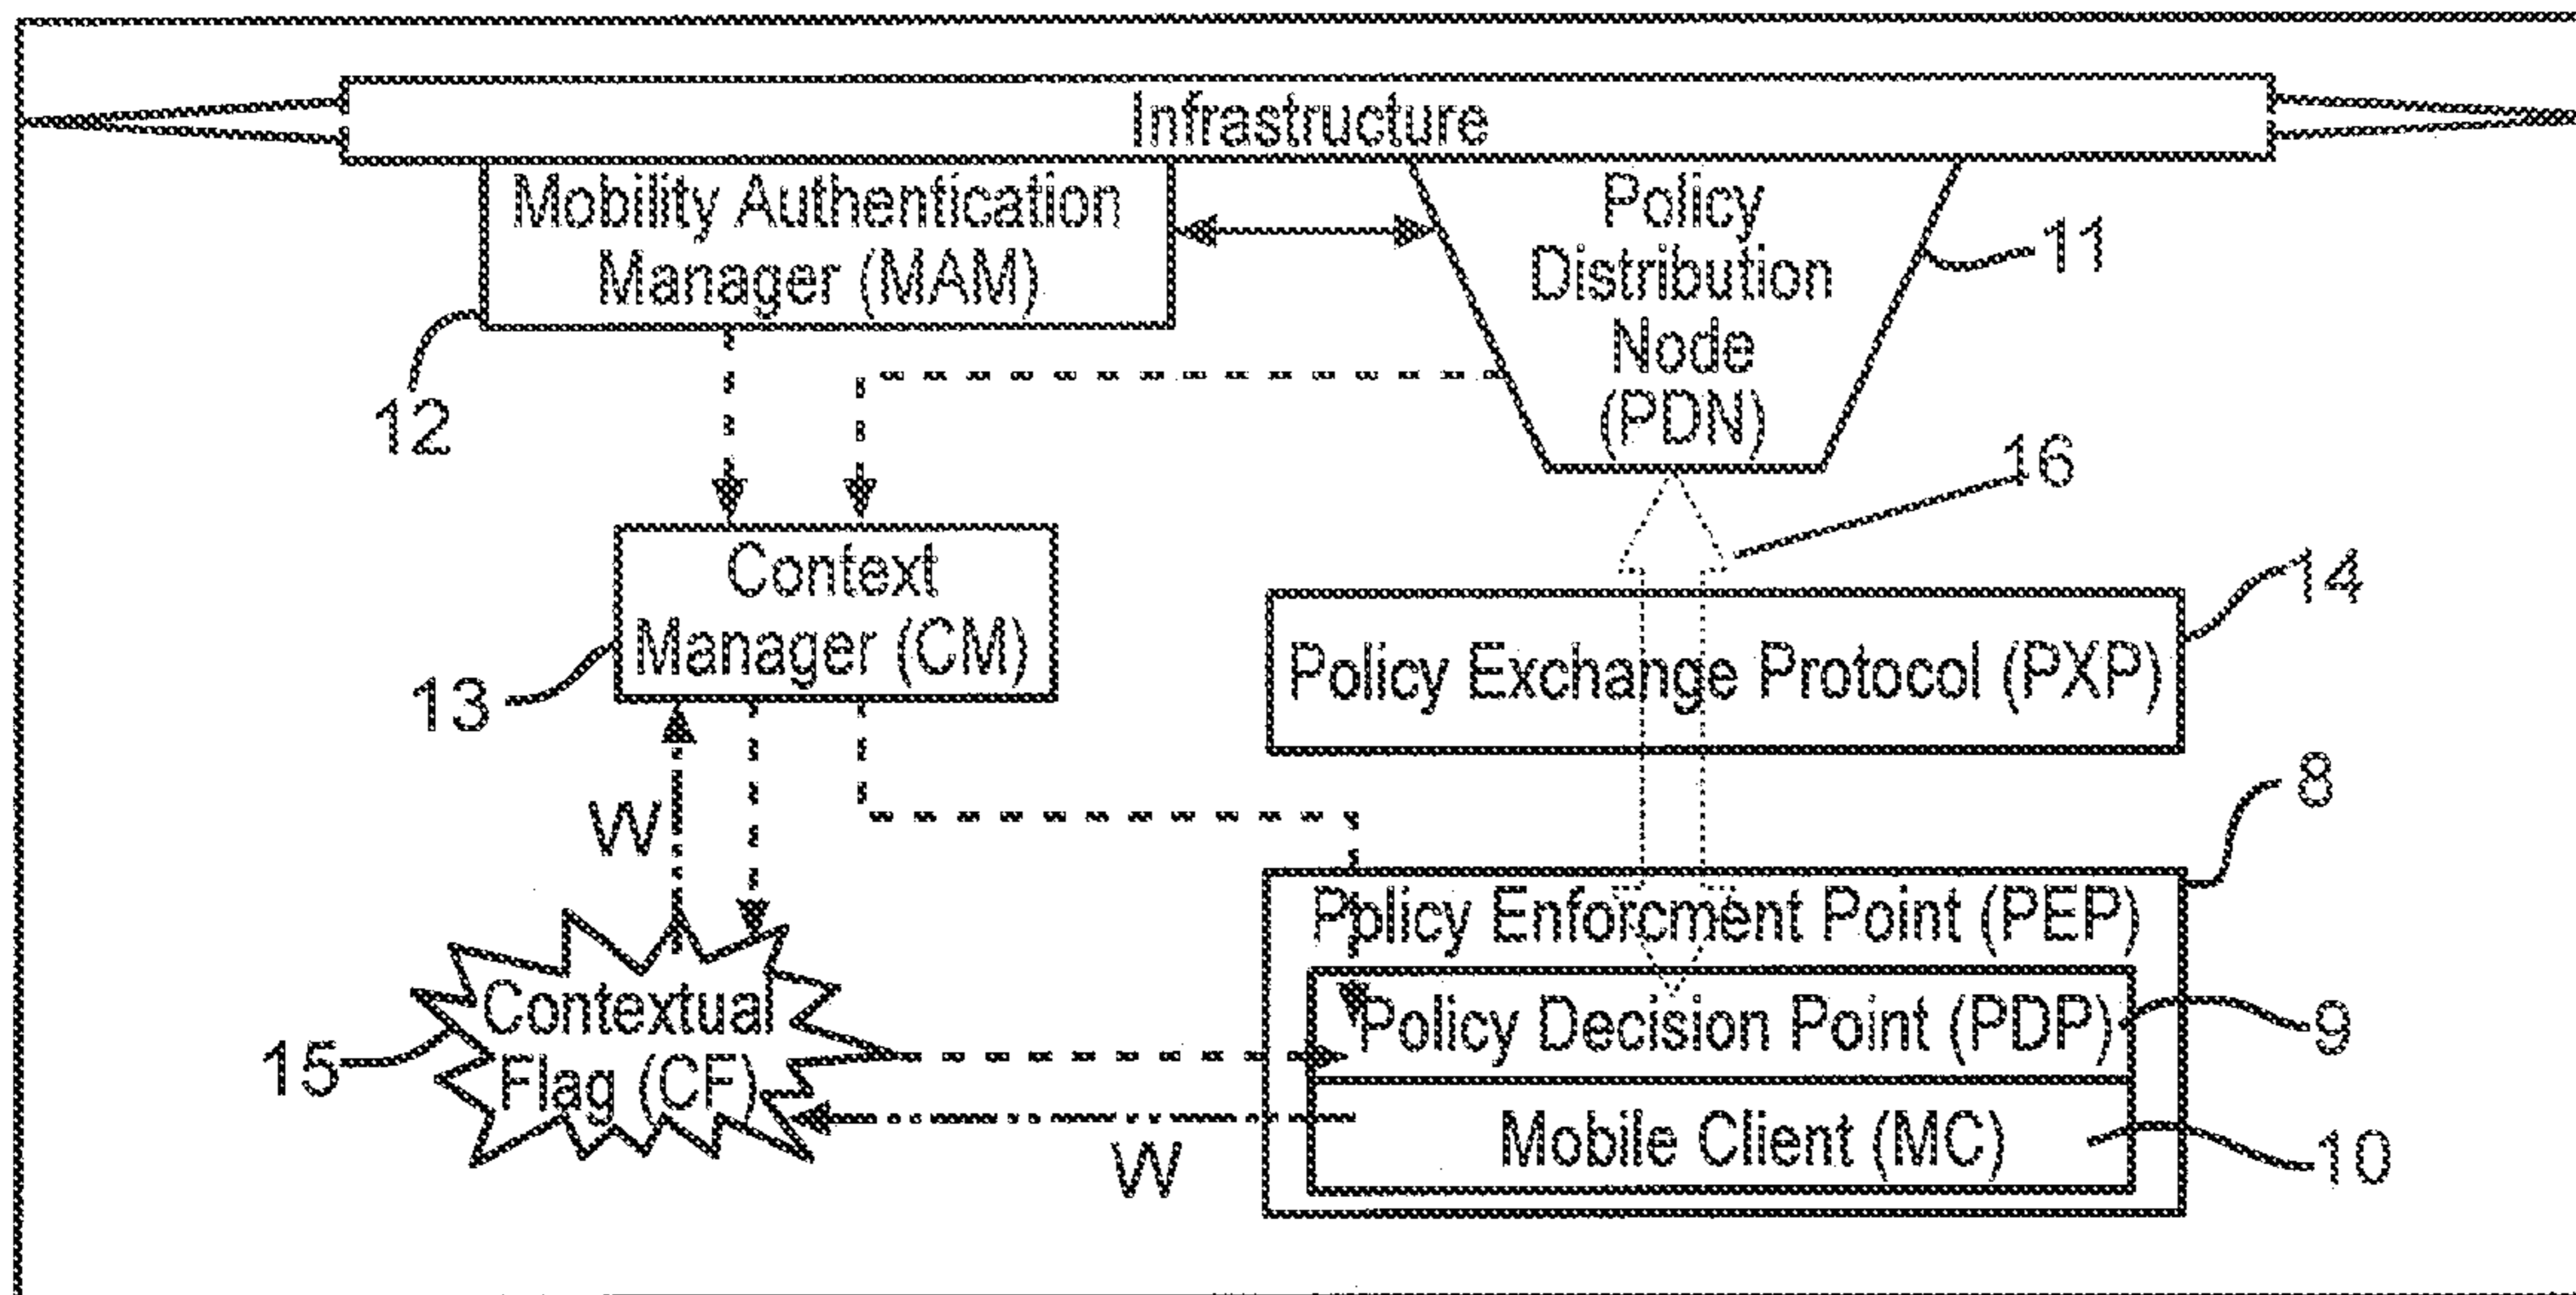 Infrastructure
Mobility Authentication
Manager (MAM)
Policy
Distribution
Node
(PDN)
11
12
16
Context
Manager (CM)
13
14
Policy Exchange Protocol (PXP)
8
W
Policy Enforcment Point (PEP)
Contextual
Flag (CF)
15
Policy Decision Point (PDP)
9
W
Mobile Client (MC)
10